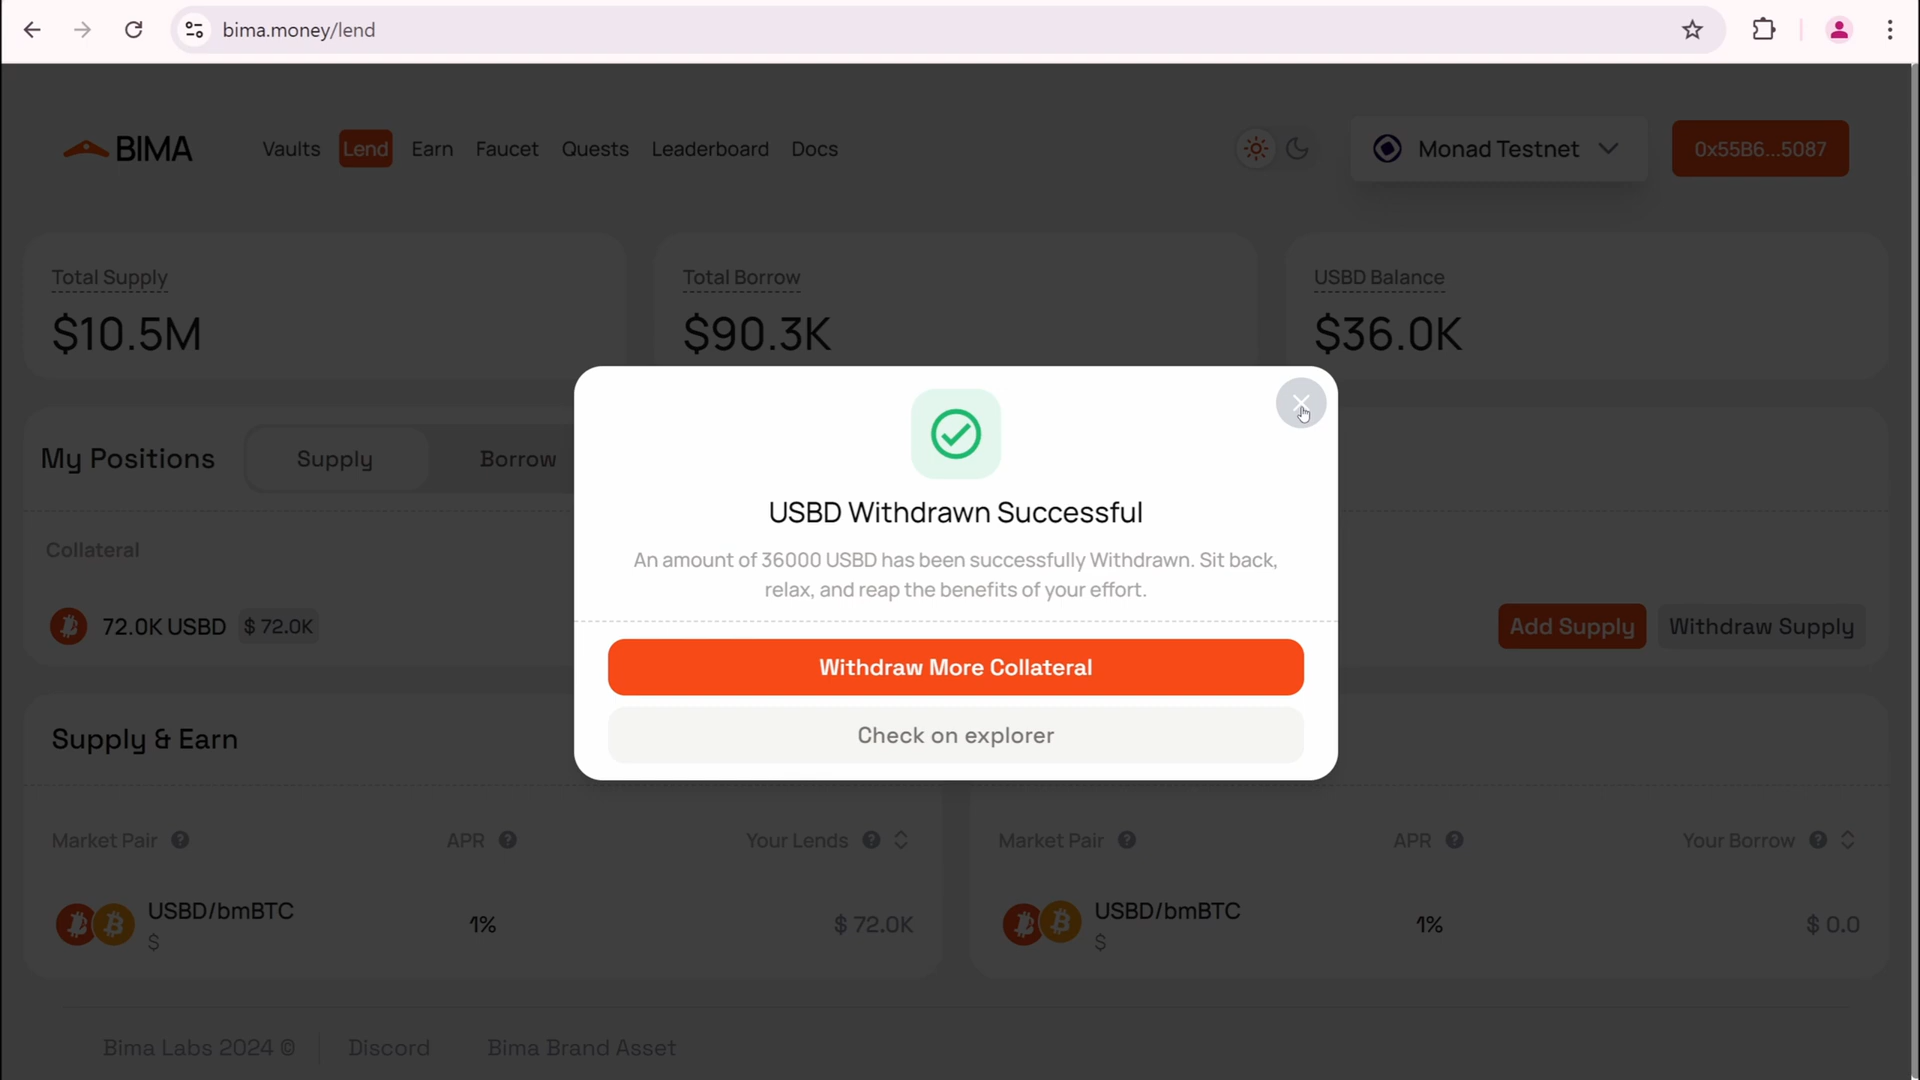 bima.money/lend
BIMA
Vaults Lend Earn Faucet Quests Leaderboard Docs
Monad Testnet
0x55B6...5087
Total Supply
$10.5M
Total Borrow
$90.3K
USBD Balance
$36.0K
My Positions
Supply
Borrow
Collateral
72.0K USBD $ 72.0K
Add Supply
Withdraw Supply
USBD Withdrawn Successful
An amount of 36000 USBD has been successfully Withdrawn. Sit back,
relax, and reap the benefits of your effort.
Withdraw More Collateral
Check on explorer
Supply & Earn
Market Pair ? APR ? Your Lends ?
USBD/bmBTC 1% $ 72.0K
$
Market Pair ? APR ? Your Borrow ?
USBD/bmBTC 1% $ 0.0
$
Bima Labs 2024 © Discord Bima Brand Asset